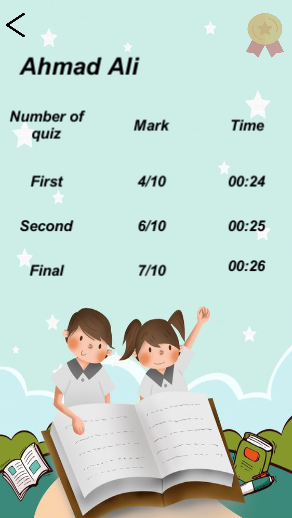 Ahmad Ali
Number of quiz Mark Time
First 4/10 00:24
Second 6/10 00:25
Final 7/10 00:26